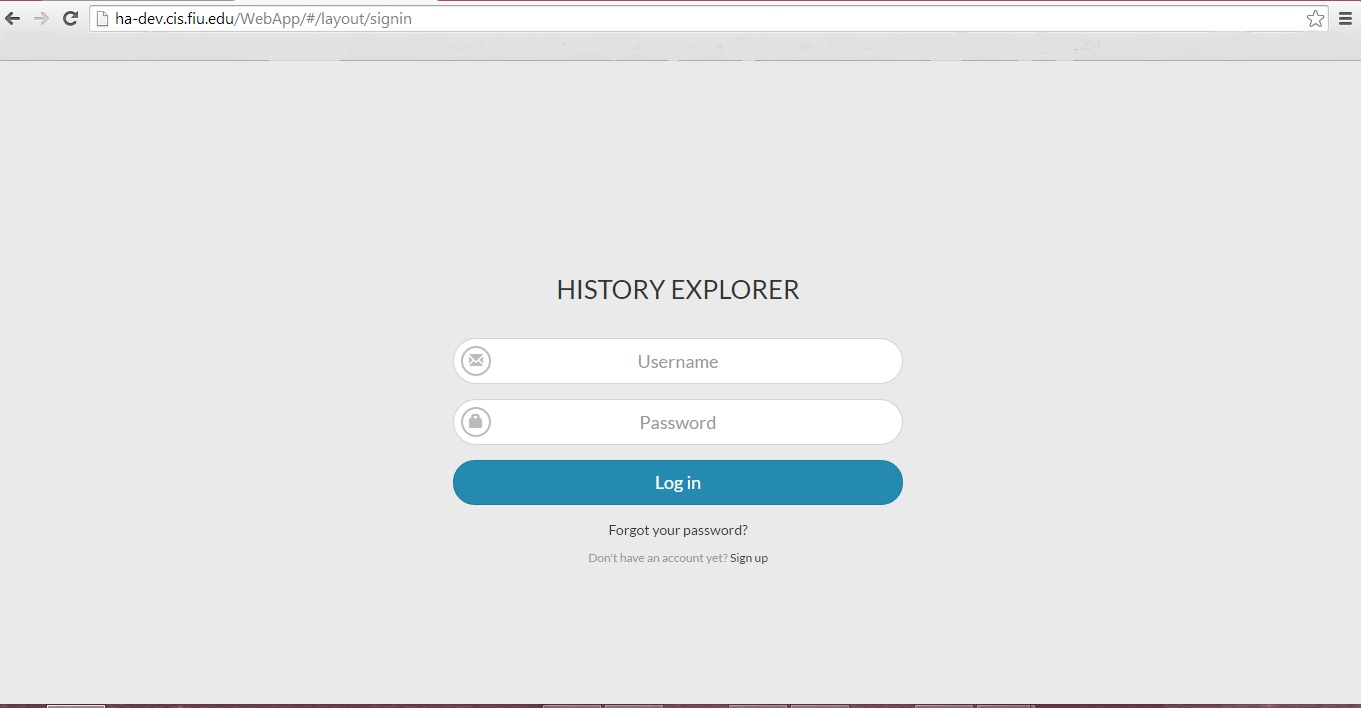 ha-dev.cis.fiu.edu/WebApp/#/layout/signin
HISTORY EXPLORER
Username
Password
Log in
Forgot your password?
Don't have an account yet? Sign up